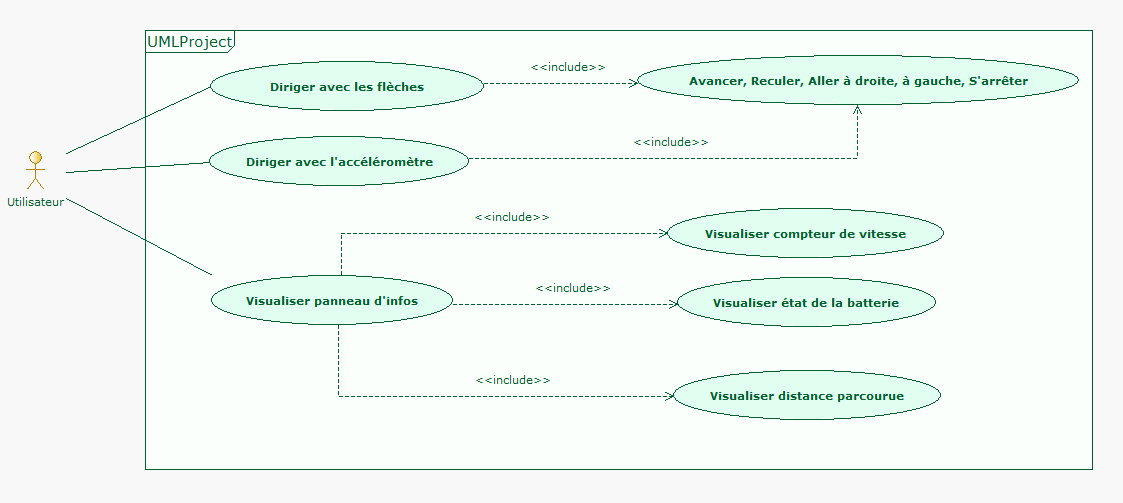 UMLProject
<<include>>
Diriger avec les flèches
Avancer, Reculer, Aller à droite, à gauche, S'arrêter
<<include>>
Diriger avec l'accéléromètre
Utilisateur
<<include>>
Visualiser compteur de vitesse
<<include>>
Visualiser panneau d'infos
Visualiser état de la batterie
<<include>>
Visualiser distance parcourue